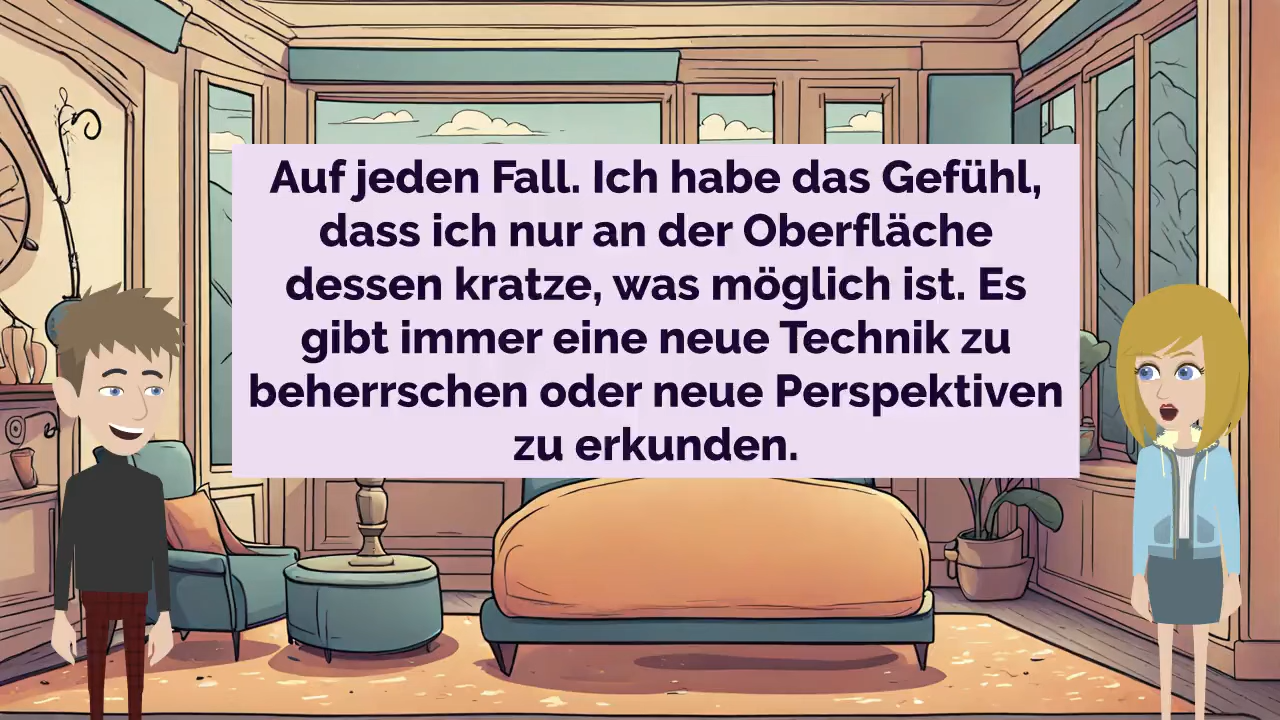 Auf jeden Fall. Ich habe das Gefühl,
dass ich nur an der Oberfläche
dessen kratze, was möglich ist. Es
gibt immer eine neue Technik zu
beherrschen oder neue Perspektiven
zu erkunden.